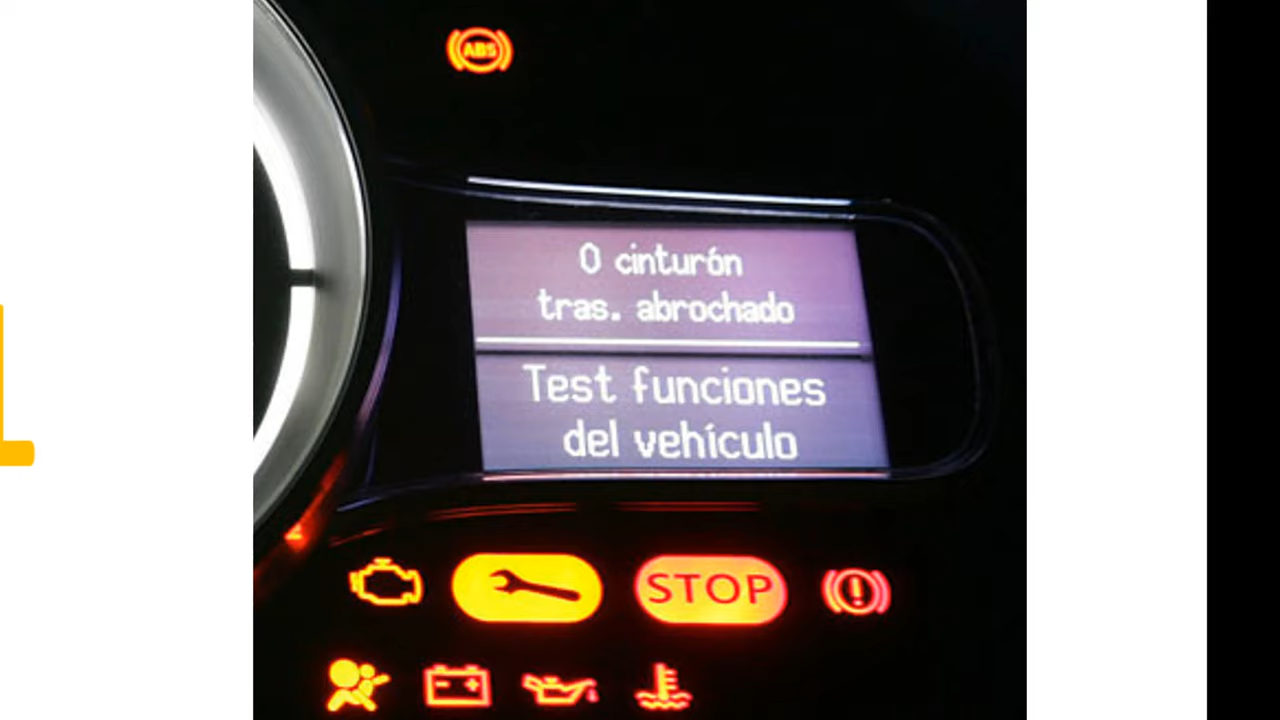 ABS
0 cinturón
tras. abrochado
Test funciones
del vehículo
STOP